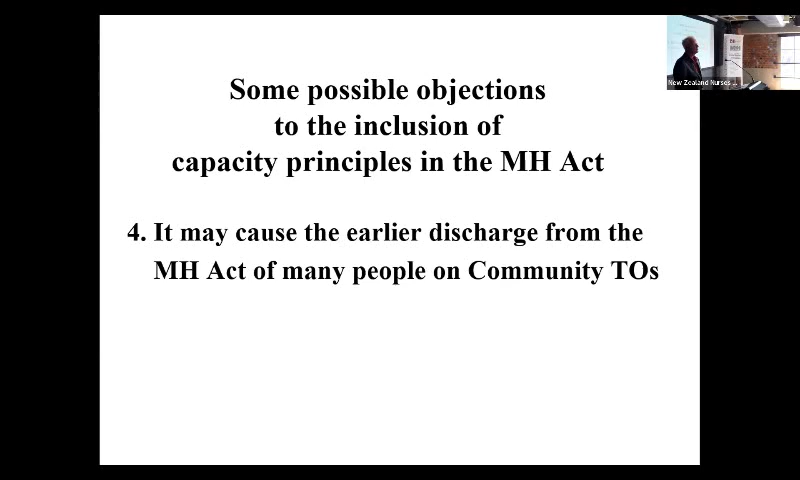 Some possible objections
to the inclusion of
capacity principles in the MH Act
4. It may cause the earlier discharge from the
MH Act of many people on Community TOs
New Zealand Nurses ...